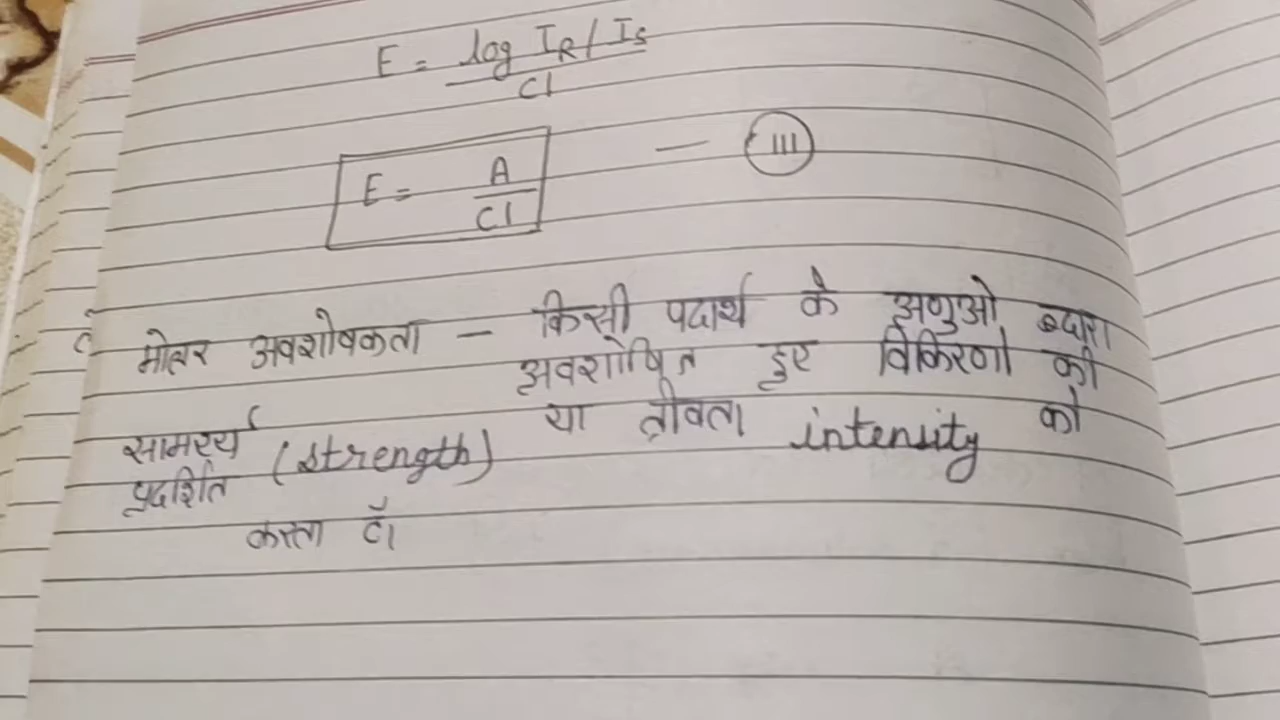 E = log I_R / I_S
Cl
E = A — III
Cl
मोलर अवशोषकता – किसी पदार्थ के अणुओ ब्दारा
अवशोषित हुए विकिरणो की
सामर्थ्य (strength) या तीव्रता intensity को
प्रदर्शित
करता है।